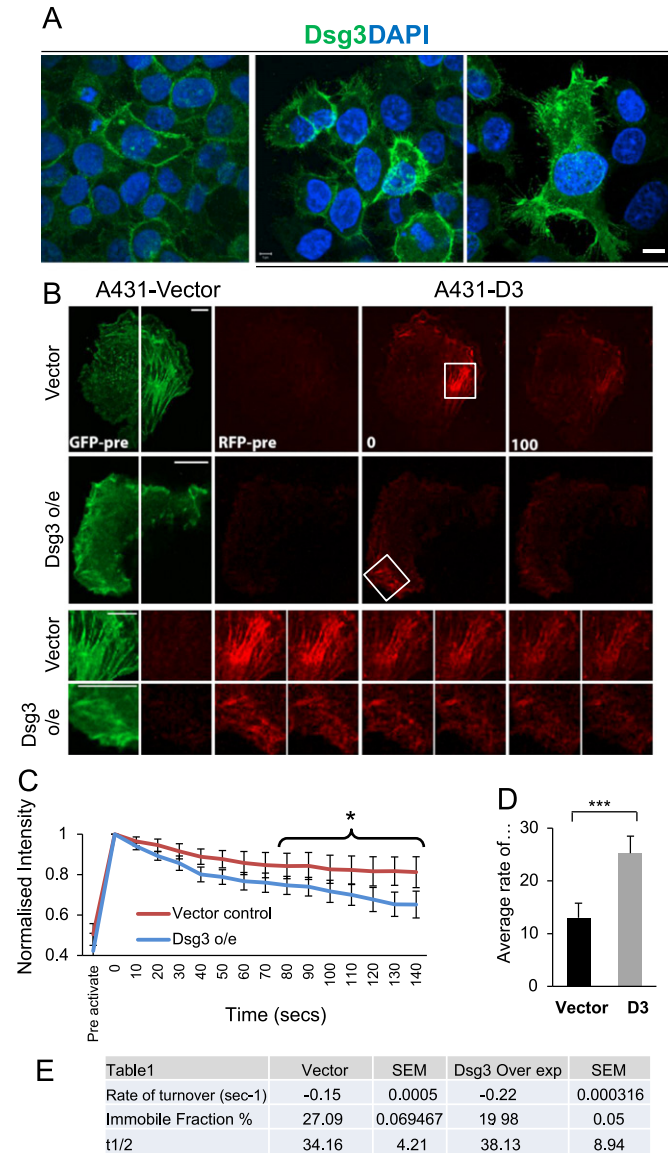 A
Dsg3DAPI
A431-Vector
A431-D3
B
Vector
GFP-pre
RFP-pre
0
100
Dsg3 o/e
Vector
Dsg3 o/e
C
Normalised Intensity
1
0.8
0.6
0.4
*
Vector control
Dsg3 o/e
Pre activate
0
10
20
30
40
50
60
70
80
90
100
110
120
130
140
Time (secs)
D
***
Average rate of…
30
20
10
0
Vector D3
E
Table1 Vector SEM Dsg3 Over exp SEM
Rate of turnover (sec-1) -0.15 0.0005 -0.22 0.000316
Immobile Fraction % 27.09 0.069467 19 98 0.05
t1/2 34.16 4.21 38.13 8.94